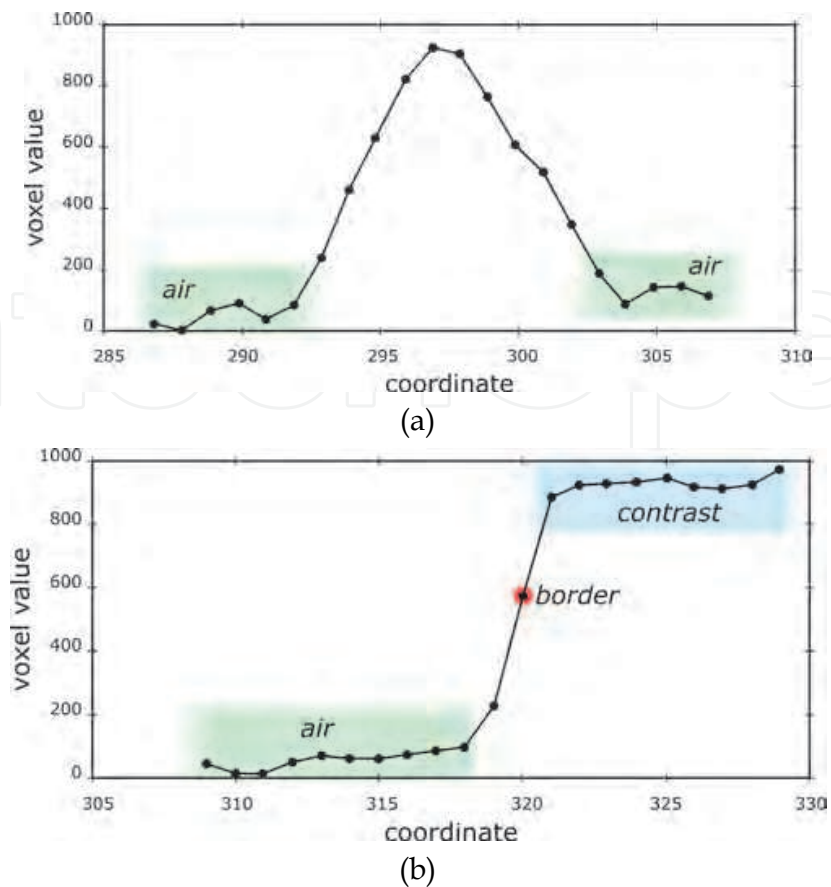 1000
800
600
400
200
0
voxel value
air
air
285 290 295 300 305 310
coordinate
(a)
1000
800
600
400
200
0
voxel value
contrast
border
air
305 310 315 320 325 330
coordinate
(b)